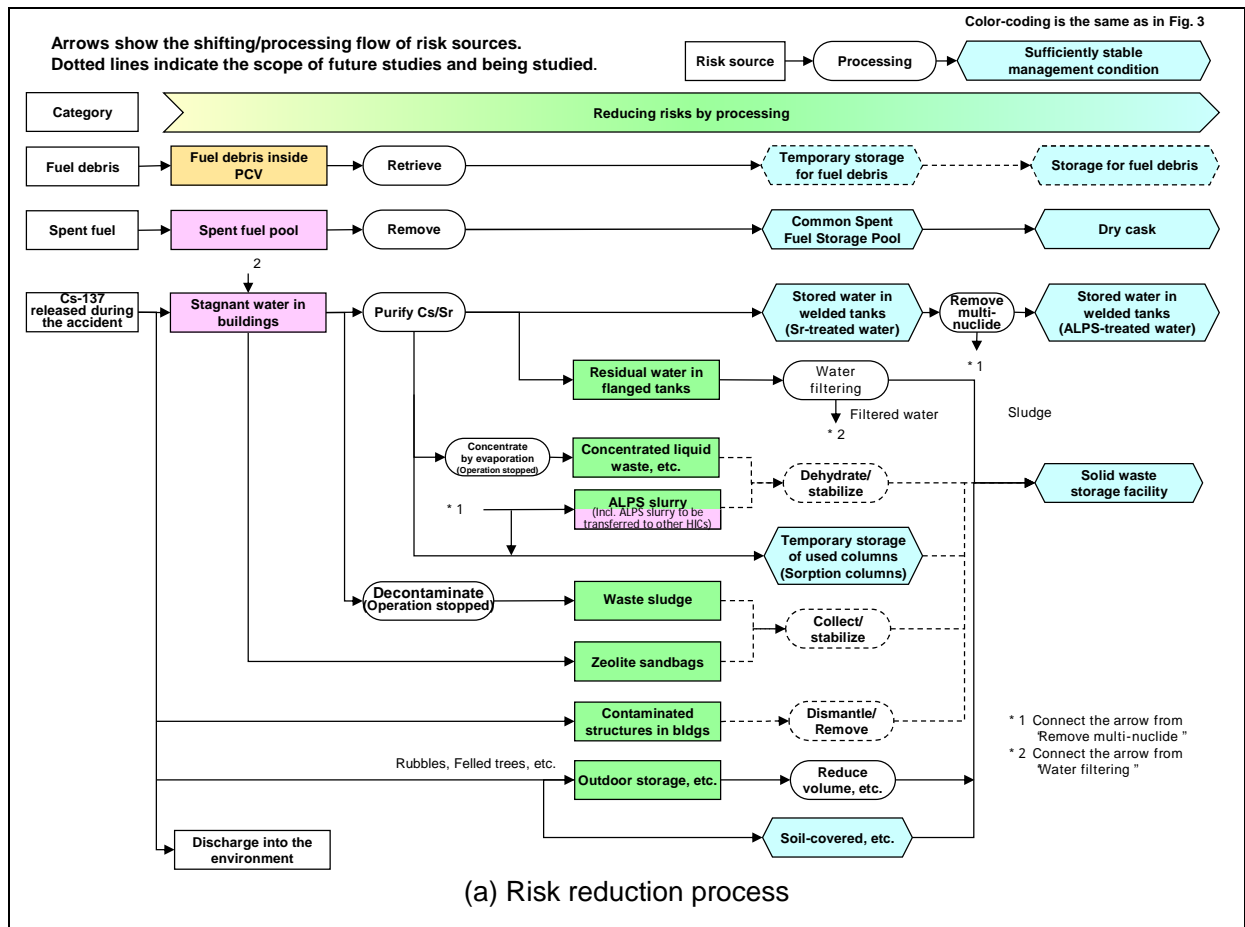 Color-coding is the same as in Fig. 3
Arrows show the shifting/processing flow of risk sources.
Dotted lines indicate the scope of future studies and being studied.
Risk source
Processing
Sufficiently stable
management condition
Category
Reducing risks by processing
Fuel debris
Fuel debris inside
PCV
Retrieve
Temporary storage
for fuel debris
Storage for fuel debris
Spent fuel
Spent fuel pool
Remove
Common Spent
Fuel Storage Pool
Dry cask
2
Cs-137
released during
the accident
Stagnant water in
buildings
Purify Cs/Sr
Stored water in
welded tanks
(Sr-treated water)
Remove
multi-
nuclide
Stored water in
welded tanks
(ALPS-treated water)
* 1
Residual water in
flanged tanks
Water
filtering
Filtered water
* 2
Sludge
Concentrate
by evaporation
(Operation stopped)
Concentrated liquid
waste, etc.
Dehydrate/
stabilize
Solid waste
storage facility
* 1
ALPS slurry
(Incl. ALPS slurry to be
transferred to other HICs)
Temporary storage
of used columns
(Sorption columns)
Decontaminate
(Operation stopped)
Waste sludge
Collect/
stabilize
Zeolite sandbags
Contaminated
structures in bldgs
Dismantle/
Remove
* 1 Connect the arrow from
“Remove multi-nuclide ”
* 2 Connect the arrow from
“Water filtering ”
Rubbles, Felled trees, etc.
Outdoor storage, etc.
Reduce
volume, etc.
Soil-covered, etc.
Discharge into the
environment
(a) Risk reduction process